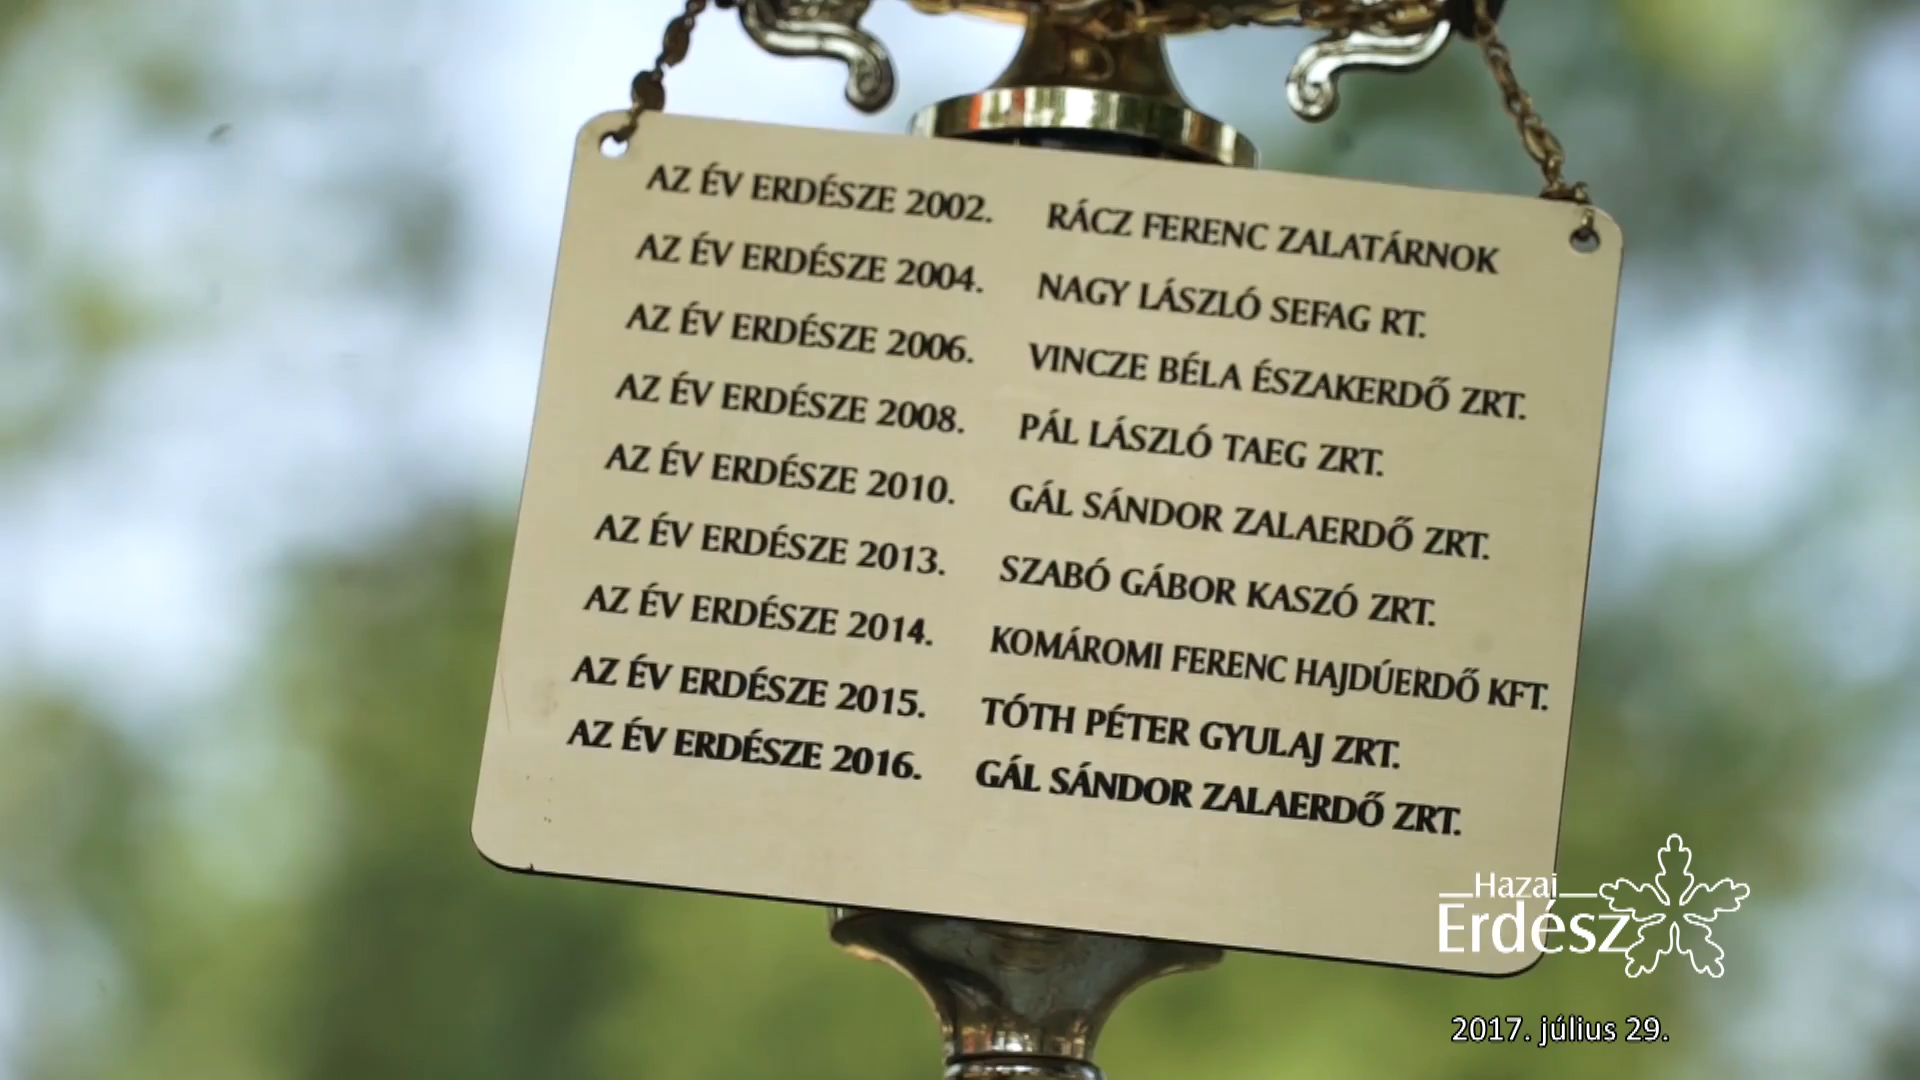 AZ ÉV ERDÉSZE 2002. RÁCZ FERENC ZALATÁRNOK
AZ ÉV ERDÉSZE 2004. NAGY LÁSZLÓ SEFAG RT.
AZ ÉV ERDÉSZE 2006. VINCZE BÉLA ÉSZAKERDŐ ZRT.
AZ ÉV ERDÉSZE 2008. PÁL LÁSZLÓ TAEG ZRT.
AZ ÉV ERDÉSZE 2010. GÁL SÁNDOR ZALAERDŐ ZRT.
AZ ÉV ERDÉSZE 2013. SZABÓ GÁBOR KASZÓ ZRT.
AZ ÉV ERDÉSZE 2014. KOMÁROMI FERENC HAJDÚERDŐ KFT.
AZ ÉV ERDÉSZE 2015. TÓTH PÉTER GYULAJ ZRT.
AZ ÉV ERDÉSZE 2016. GÁL SÁNDOR ZALAERDŐ ZRT.
Hazai
Erdész
2017. július 29.